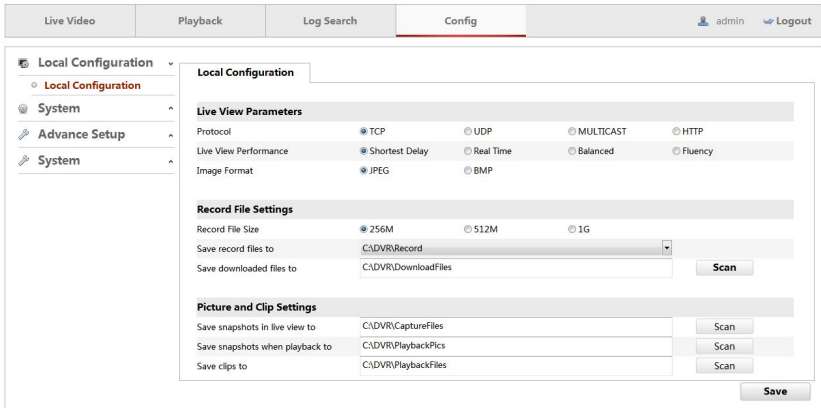 Live Video Playback Log Search Config admin Logout
Local Configuration
Local Configuration
System
Advance Setup
System
Local Configuration
Live View Parameters
Protocol TCP UDP MULTICAST HTTP
Live View Performance Shortest Delay Real Time Balanced Fluency
Image Format JPEG BMP
Record File Settings
Record File Size 256M 512M 1G
Save record files to C:\DVR\Record
Save downloaded files to C:\DVR\DownloadFiles Scan
Picture and Clip Settings
Save snapshots in live view to C:\DVR\CaptureFiles Scan
Save snapshots when playback to C:\DVR\PlaybackPics Scan
Save clips to C:\DVR\PlaybackFiles Scan
Save